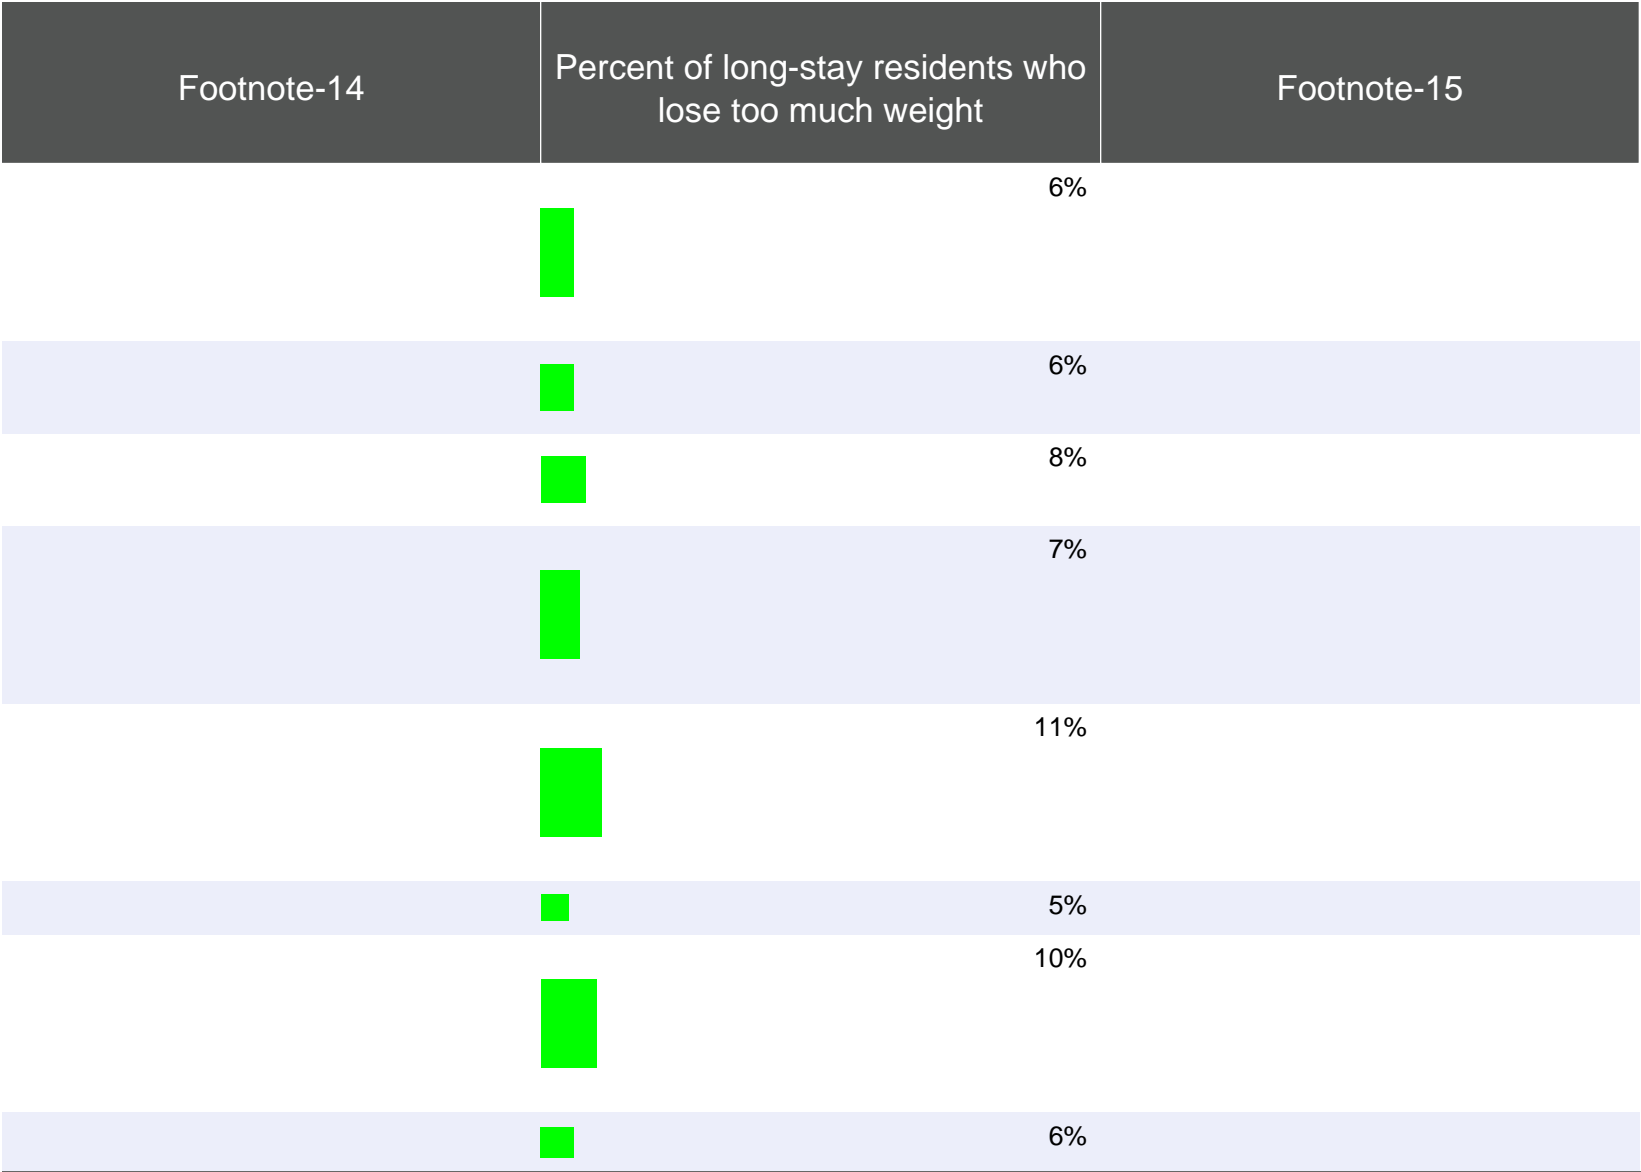 Footnote-14
Percent of long-stay residents who
lose too much weight
Footnote-15
6%
6%
8%
7%
11%
5%
10%
6%